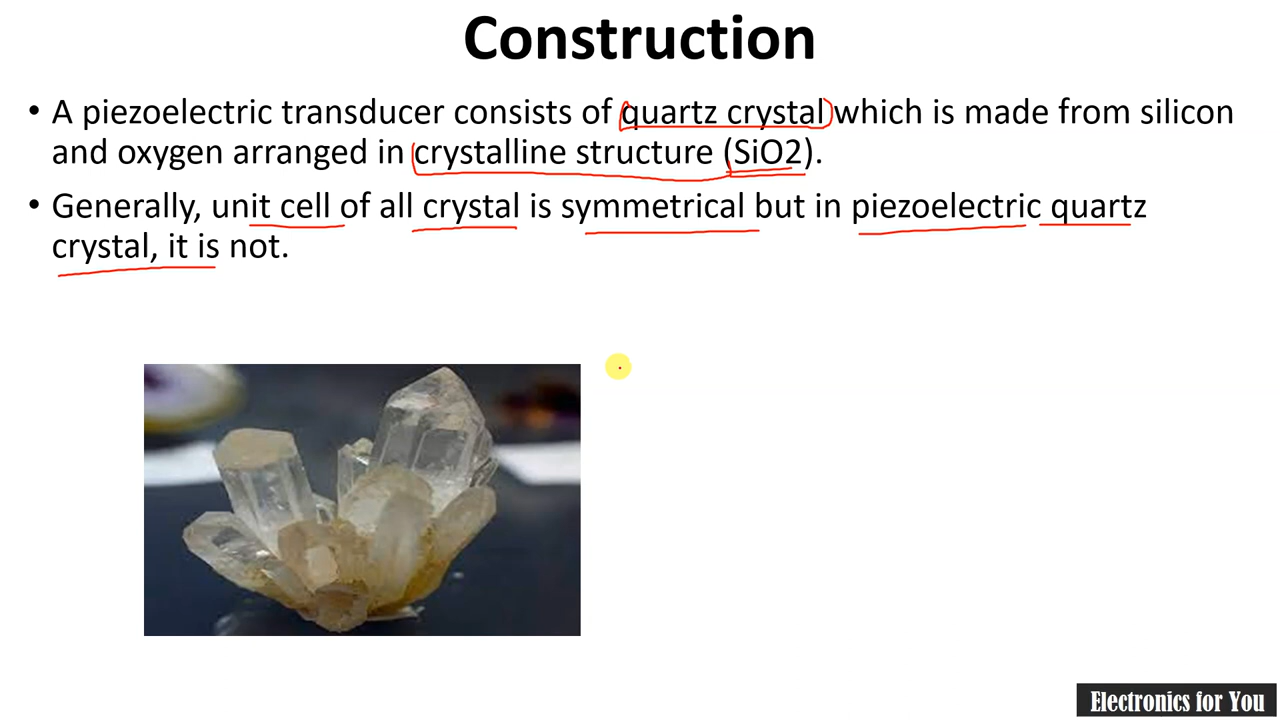 Construction
• A piezoelectric transducer consists of quartz crystal which is made from silicon
and oxygen arranged in crystalline structure (SiO2).
• Generally, unit cell of all crystal is symmetrical but in piezoelectric quartz
crystal, it is not.
Electronics for You